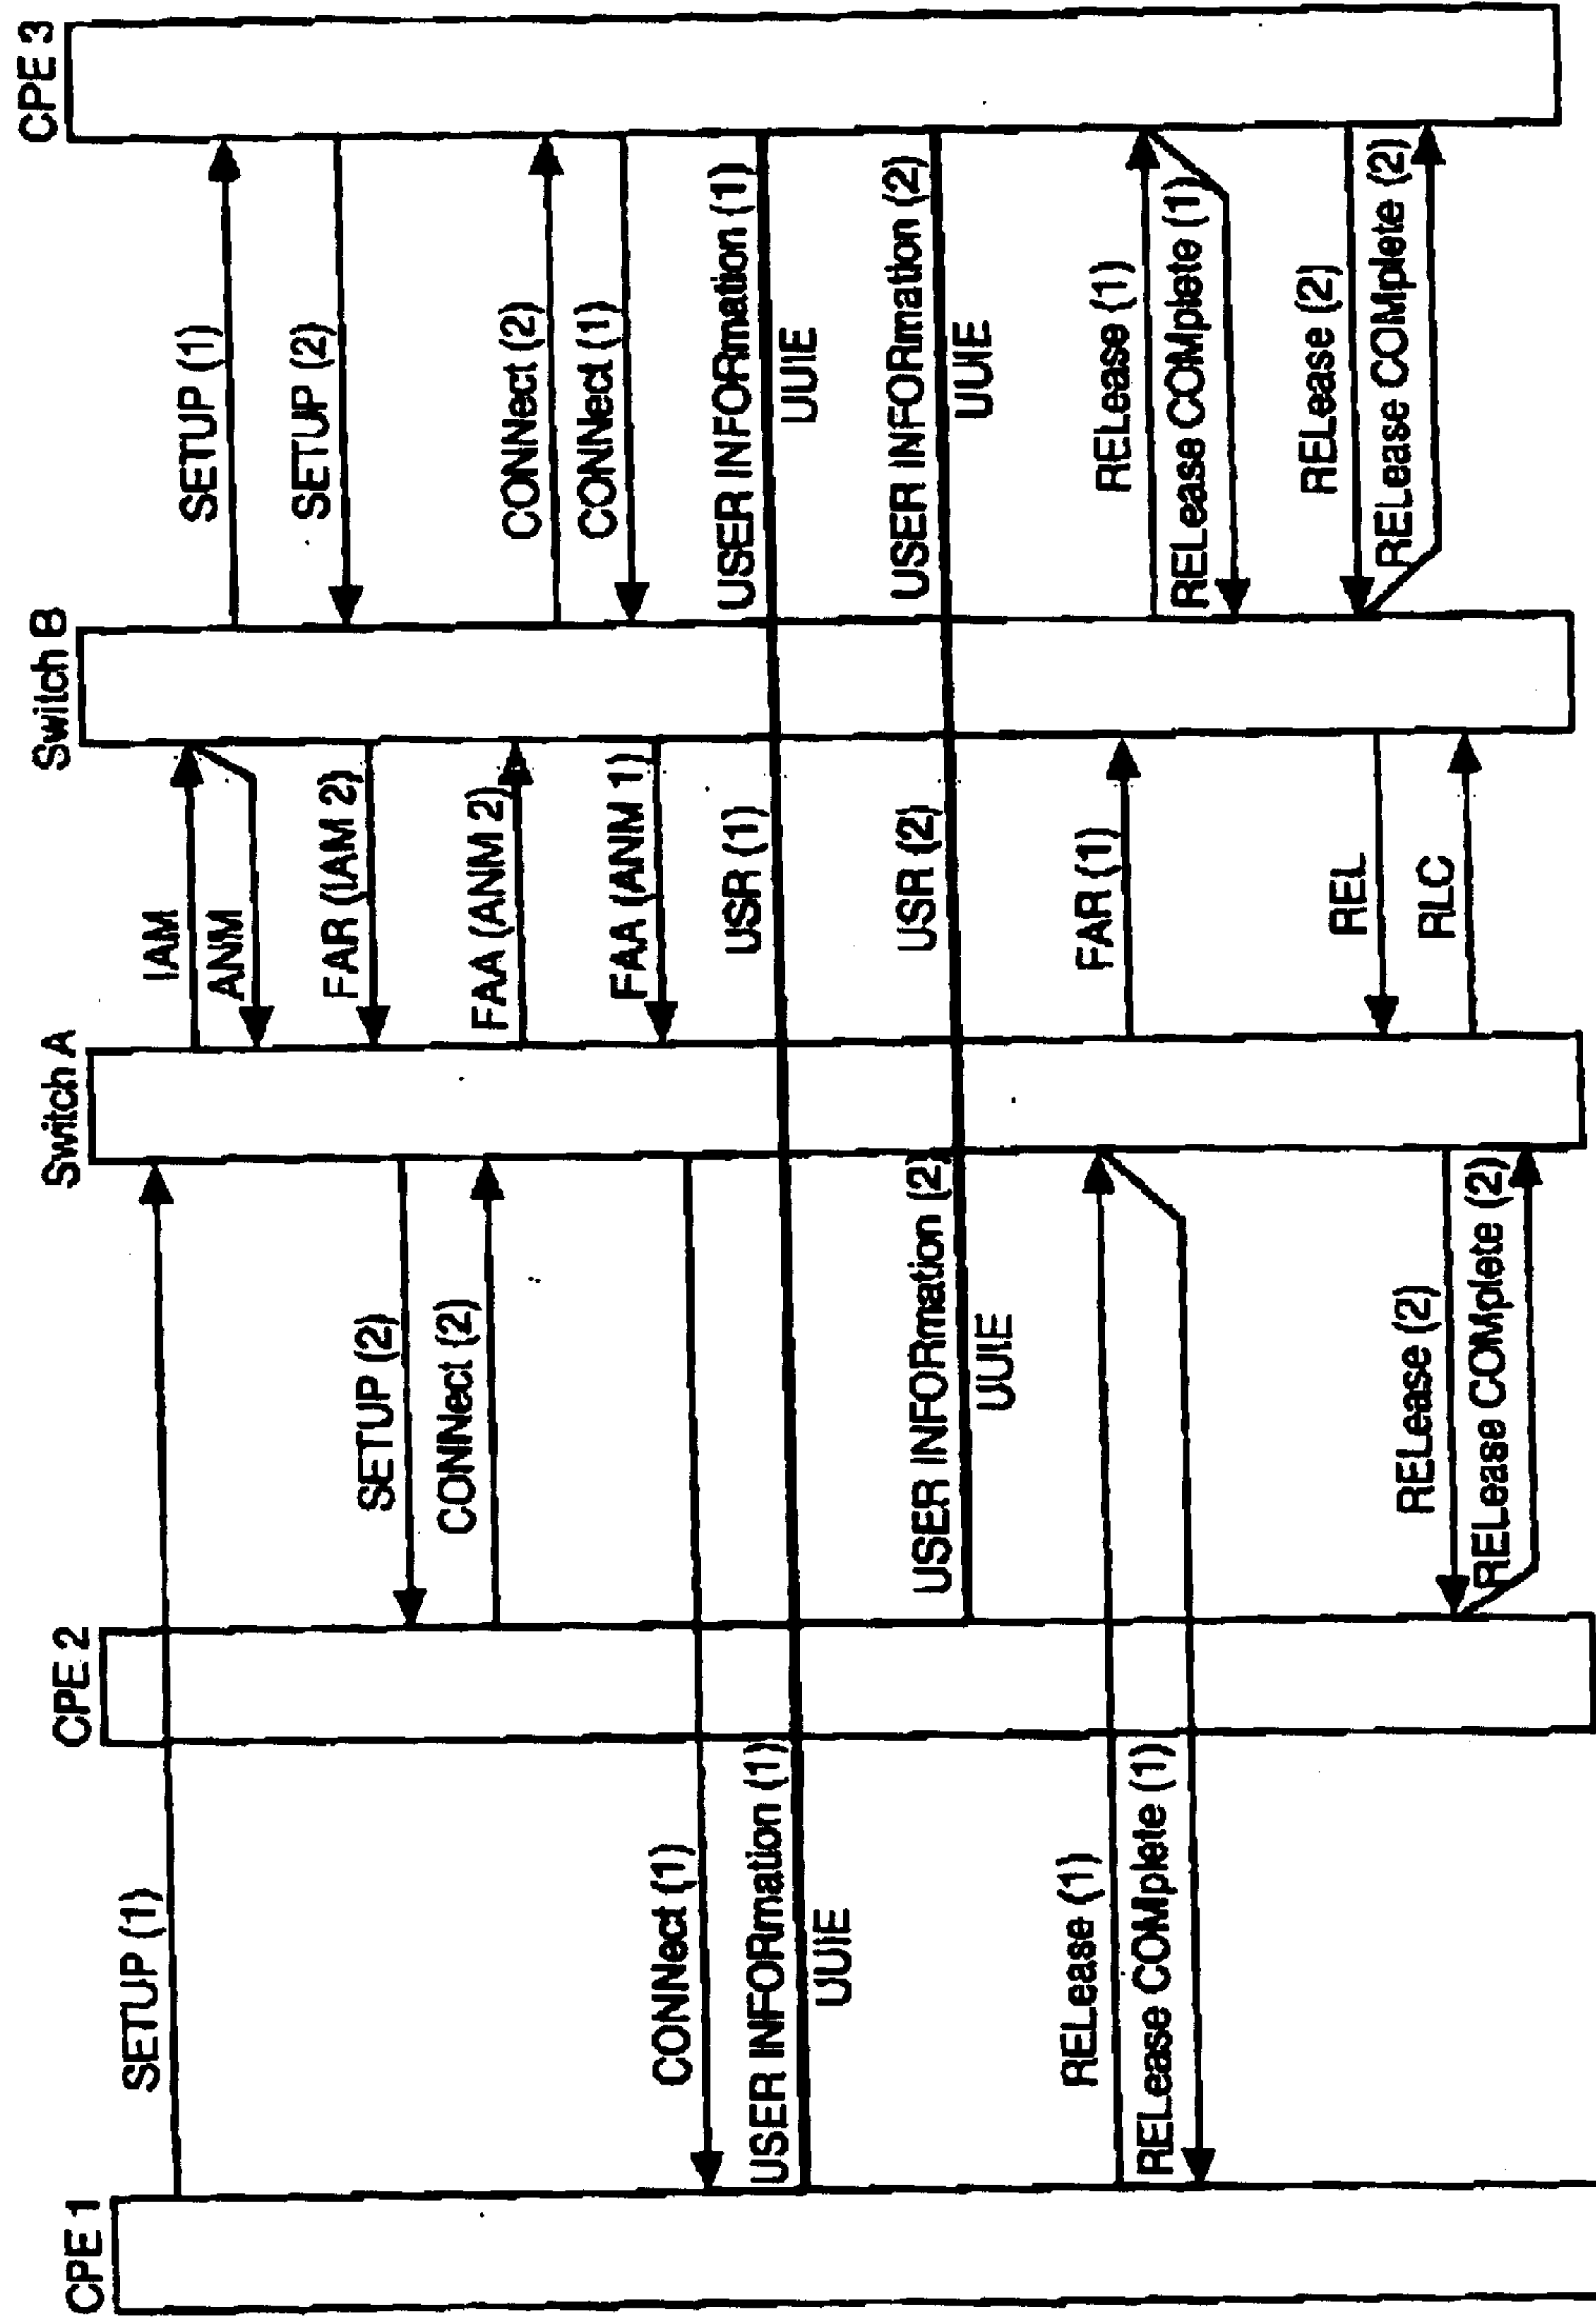 CPE 1
CPE 2
Switch A
Switch B
CPE 3
SETUP (1)
IAM
ANM
SETUP (1)
SETUP (2)
FAR (IAM 2)
SETUP (2)
CONNect (2)
FAA (ANM 2)
CONNect (2)
CONNect (1)
FAA (ANM 1)
CONNect (1)
USER INFORmation (1)
UUIE
USR (1)
USER INFORmation (1)
UUIE
USER INFORmation (2)
UUIE
USR (2)
USER INFORmation (2)
UUIE
RELease (1)
RELease COMplete (1)
FAR (1)
RELease (1)
RELease COMplete (1)
RELease (2)
RELease COMplete (2)
REL
RLC
RELease (2)
RELease COMplete (2)